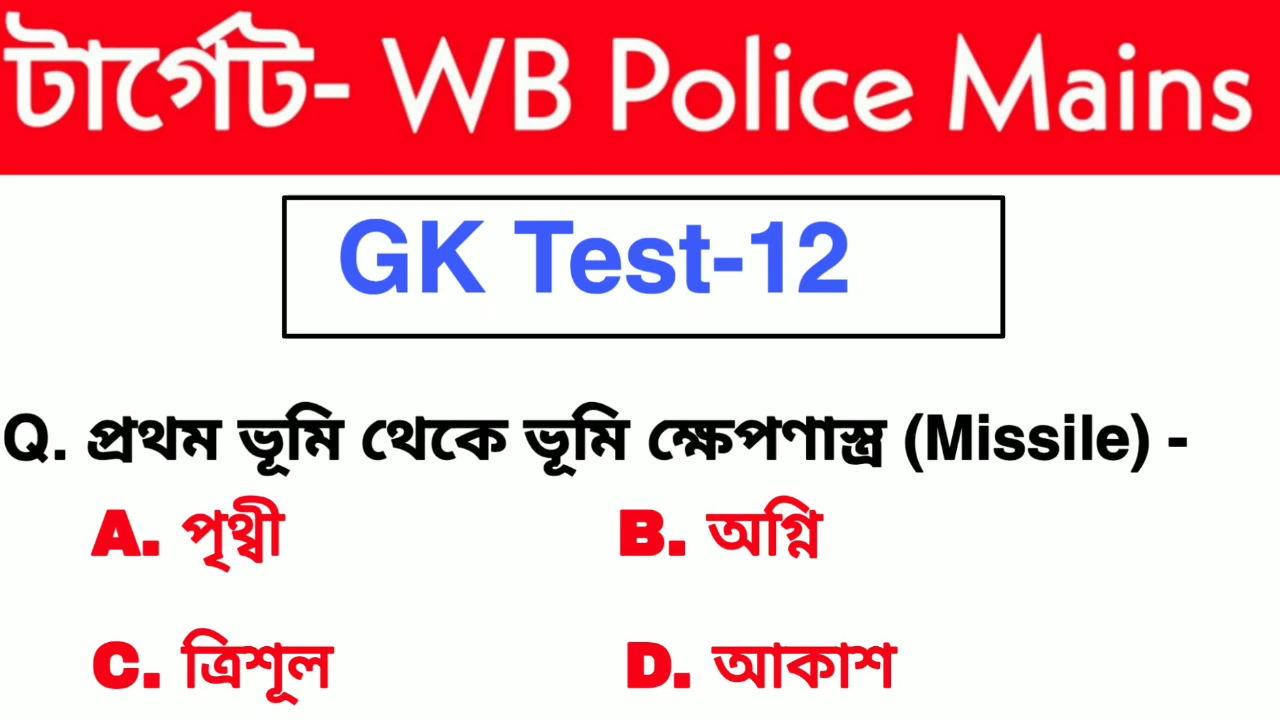 টার্গেট- WB Police Mains
GK Test-12
Q. প্রথম ভূমি থেকে ভূমি ক্ষেপণাস্ত্র (Missile) -
A. পৃথ্বী B. অগ্নি
C. ত্রিশূল D. আকাশ